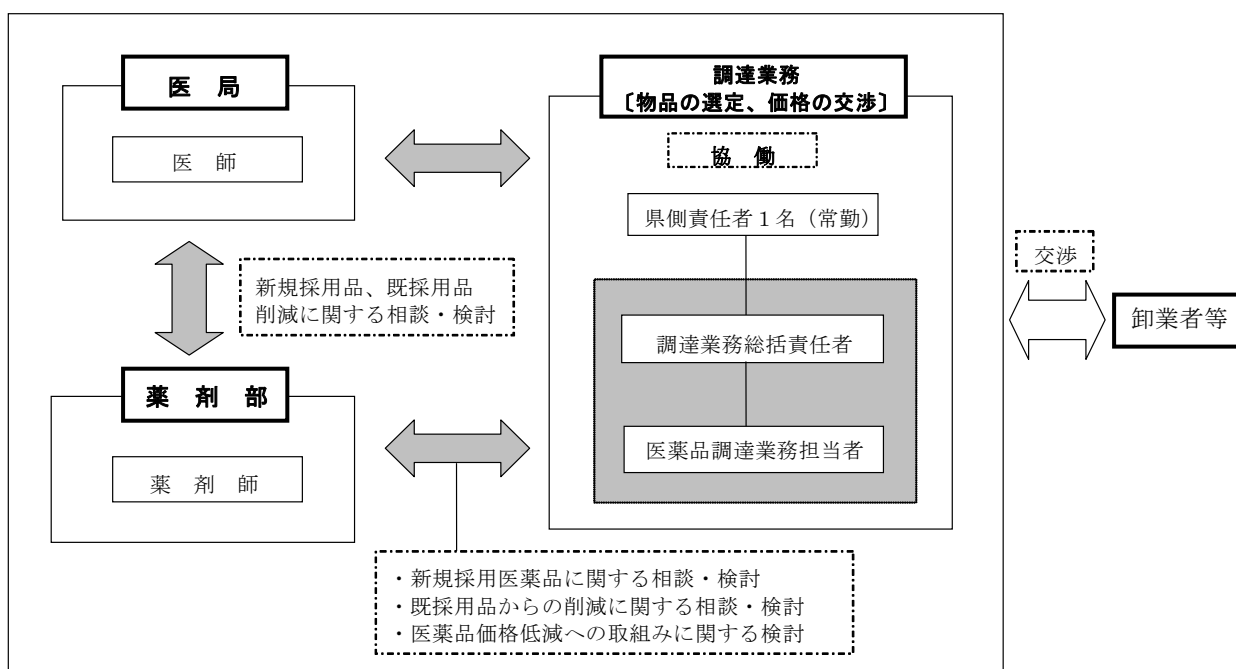 医　局
医　師
調達業務
〔物品の選定、価格の交渉〕
協　働
県側責任者１名（常勤）
調達業務総括責任者
医薬品調達業務担当者
新規採用品、既採用品
削減に関する相談・検討
薬　剤　部
薬　剤　師
・新規採用医薬品に関する相談・検討
・既採用品からの削減に関する相談・検討
・医薬品価格低減への取組みに関する検討
交渉
卸業者等